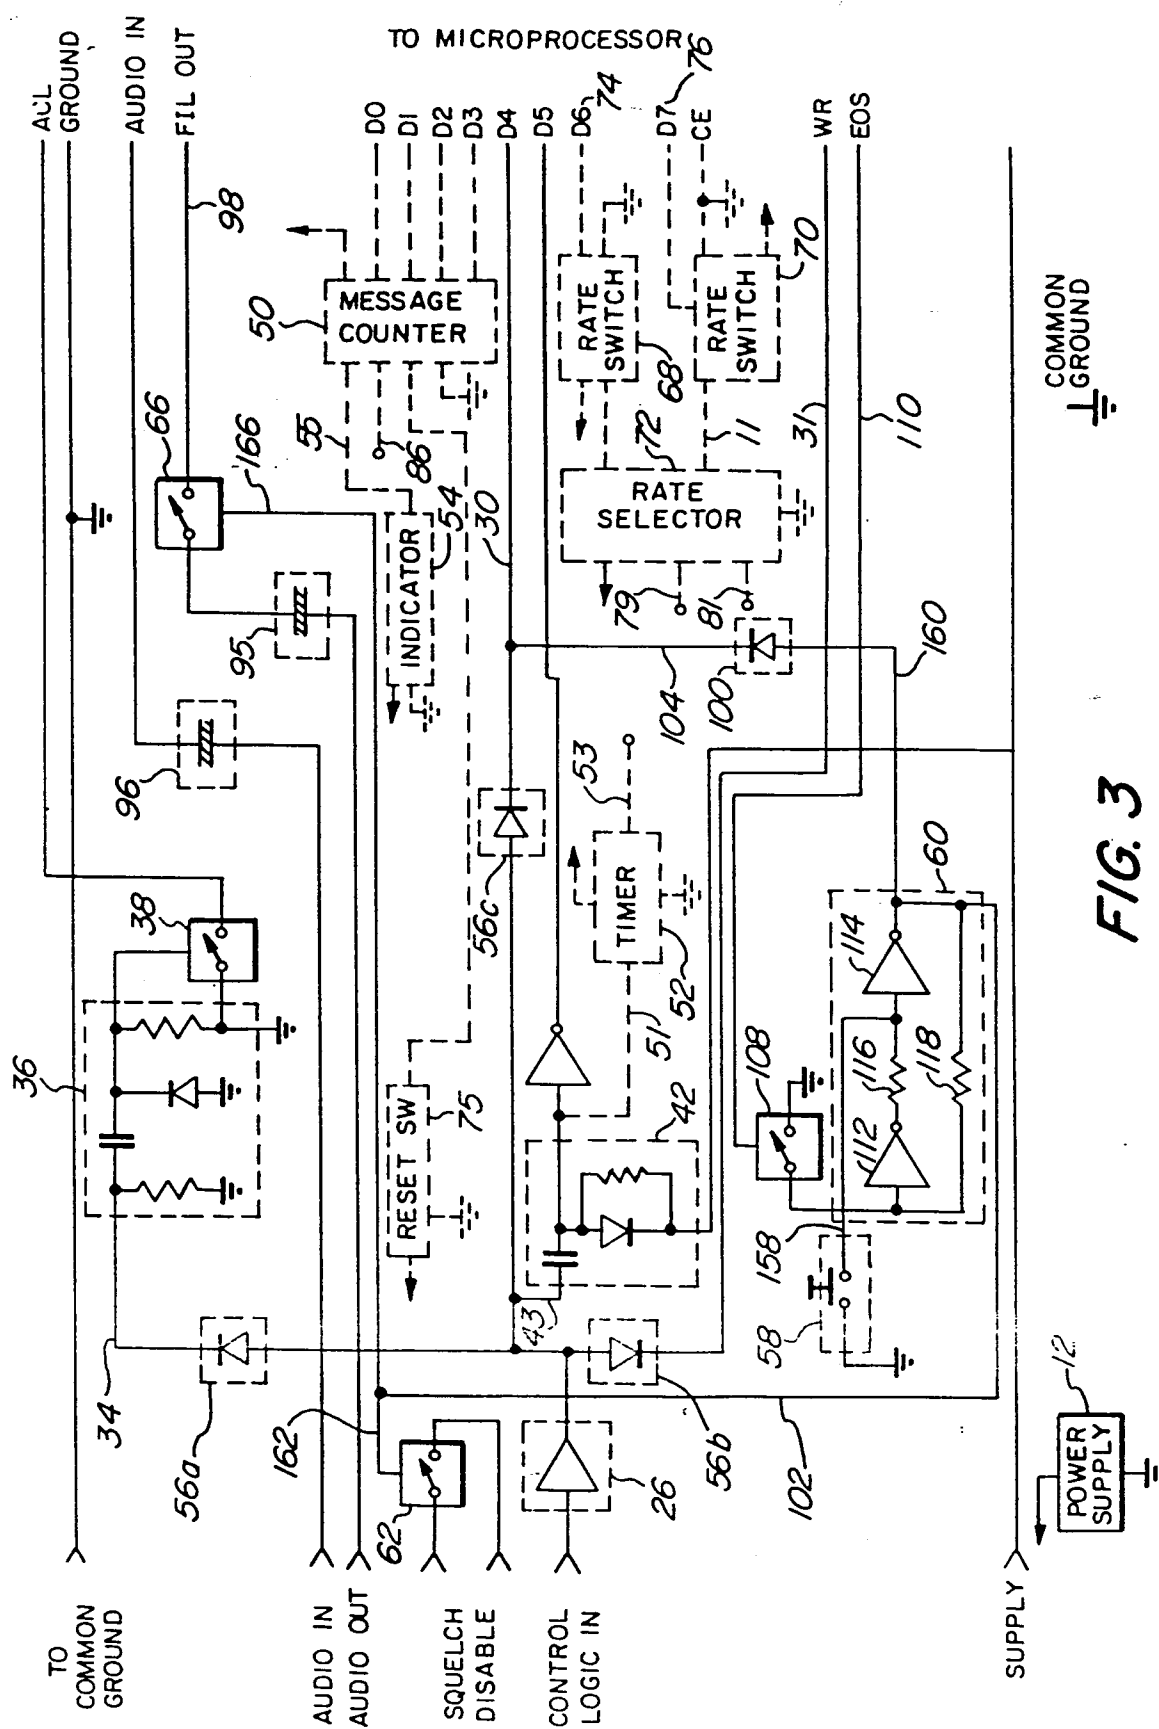 TO MICROPROCESSOR
ACL
GROUND
AUDIO IN
FIL OUT
D0
D1
D2
D3
D4
D5
D6
74
D7
76
CE
WR
EOS
98
50
MESSAGE
COUNTER
RATE
SWITCH
68
RATE
SWITCH
70
COMMON
GROUND
66
166
55
86
54
INDICATOR
30
72
11
31
110
RATE
SELECTOR
79
81
95
96
104
100
160
38
36
56c
53
TIMER
52
51
60
114
116
118
112
108
RESET SW
75
42
43
158
58
34
56a
162
62
26
56b
102
12
POWER
SUPPLY
TO
COMMON
GROUND
AUDIO IN
AUDIO OUT
SQUELCH
DISABLE
CONTROL
LOGIC IN
SUPPLY
FIG. 3